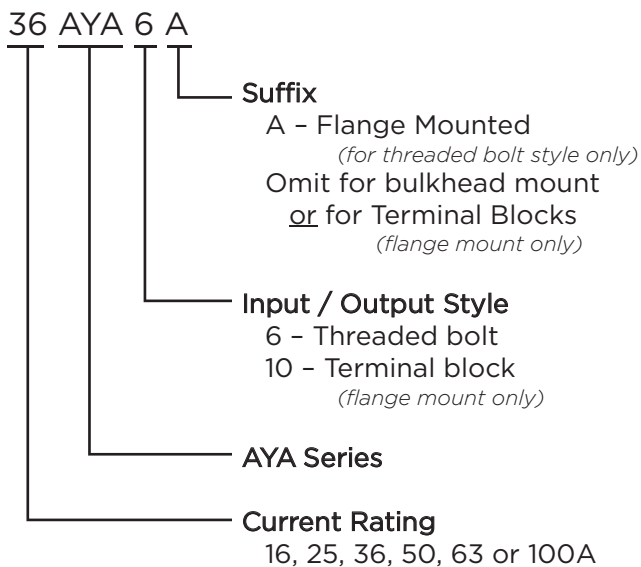 36 AYA 6 A
Suffix
A – Flange Mounted
(for threaded bolt style only)
Omit for bulkhead mount
or for Terminal Blocks
(flange mount only)
Input / Output Style
6 – Threaded bolt
10 – Terminal block
(flange mount only)
AYA Series
Current Rating
16, 25, 36, 50, 63 or 100A